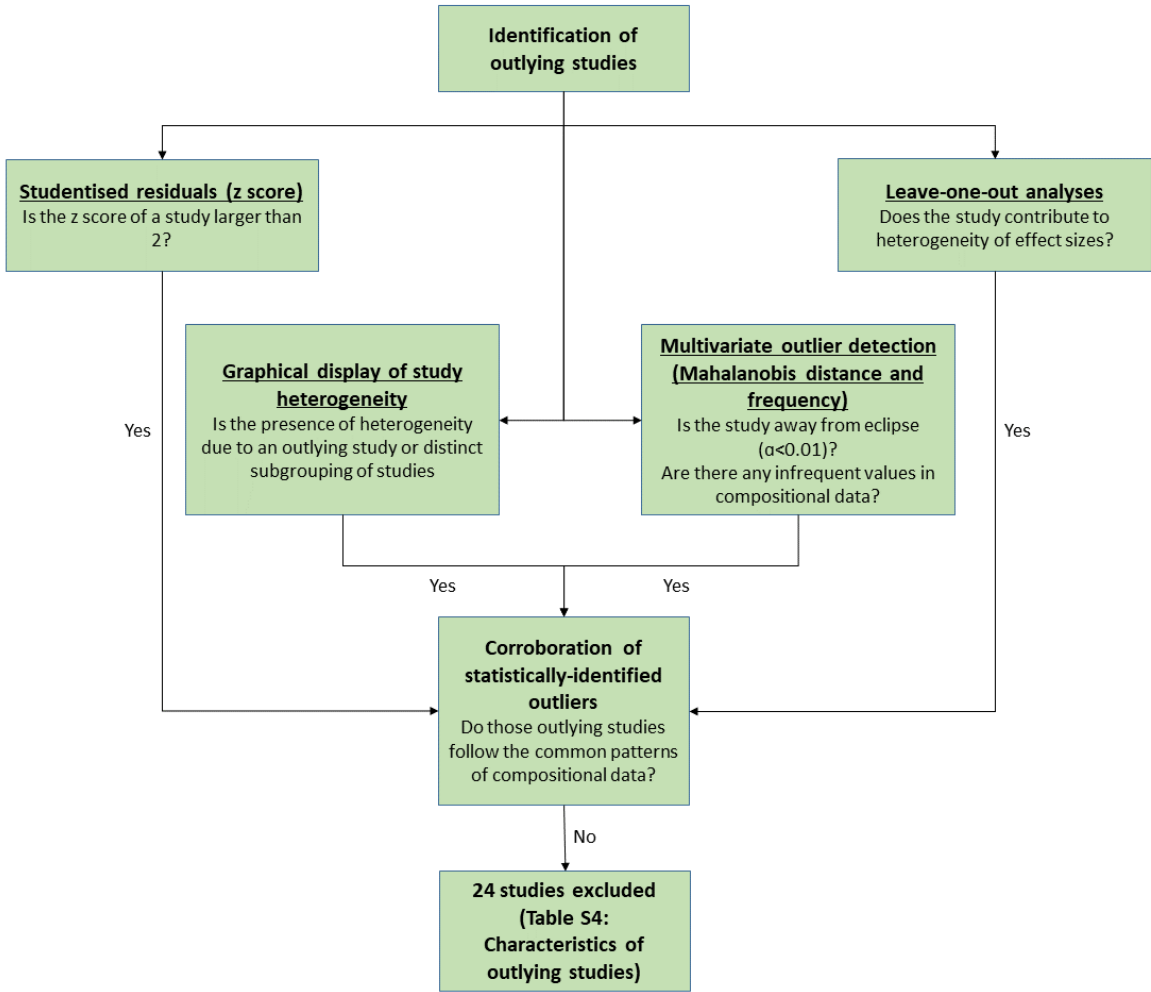 Identification of
outlying studies
Studentised residuals (z score)
Is the z score of a study larger than
2?
Leave-one-out analyses
Does the study contribute to
heterogeneity of effect sizes?
Graphical display of study
heterogeneity
Is the presence of heterogeneity
due to an outlying study or distinct
subgrouping of studies
Multivariate outlier detection
(Mahalanobis distance and
frequency)
Is the study away from eclipse
(α<0.01)?
Are there any infrequent values in
compositional data?
Yes
Yes
Yes
Yes
Corroboration of
statistically-identified
outliers
Do those outlying studies
follow the common patterns
of compositional data?
No
24 studies excluded
(Table S4:
Characteristics of
outlying studies)